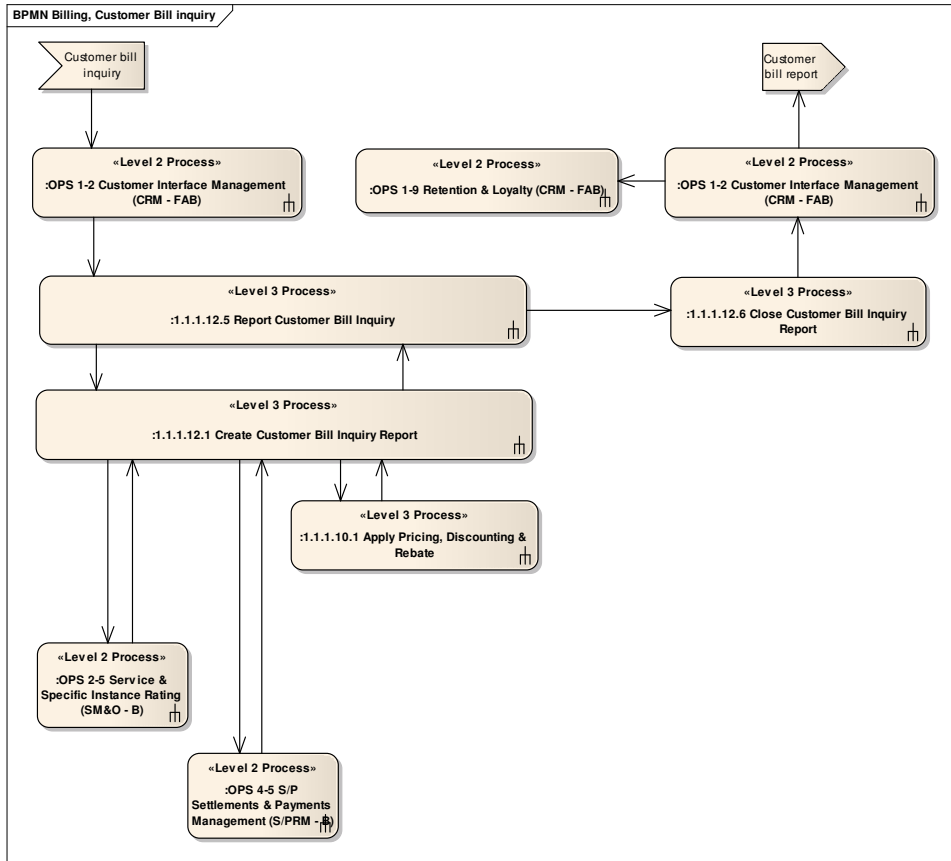 BPMN Billing, Customer Bill inquiry
Customer bill
inquiry
Customer
bill report
«Level 2 Process»
:OPS 1-2 Customer Interface Management
(CRM - FAB)
«Level 2 Process»
:OPS 1-9 Retention & Loyalty (CRM - FAB)
«Level 2 Process»
:OPS 1-2 Customer Interface Management
(CRM - FAB)
«Level 3 Process»
:1.1.1.12.5 Report Customer Bill Inquiry
«Level 3 Process»
:1.1.1.12.6 Close Customer Bill Inquiry
Report
«Level 3 Process»
:1.1.1.12.1 Create Customer Bill Inquiry Report
«Level 3 Process»
:1.1.1.10.1 Apply Pricing, Discounting &
Rebate
«Level 2 Process»
:OPS 2-5 Service &
Specific Instance Rating
(SM&O - B)
«Level 2 Process»
:OPS 4-5 S/P
Settlements & Payments
Management (S/PRM - B)